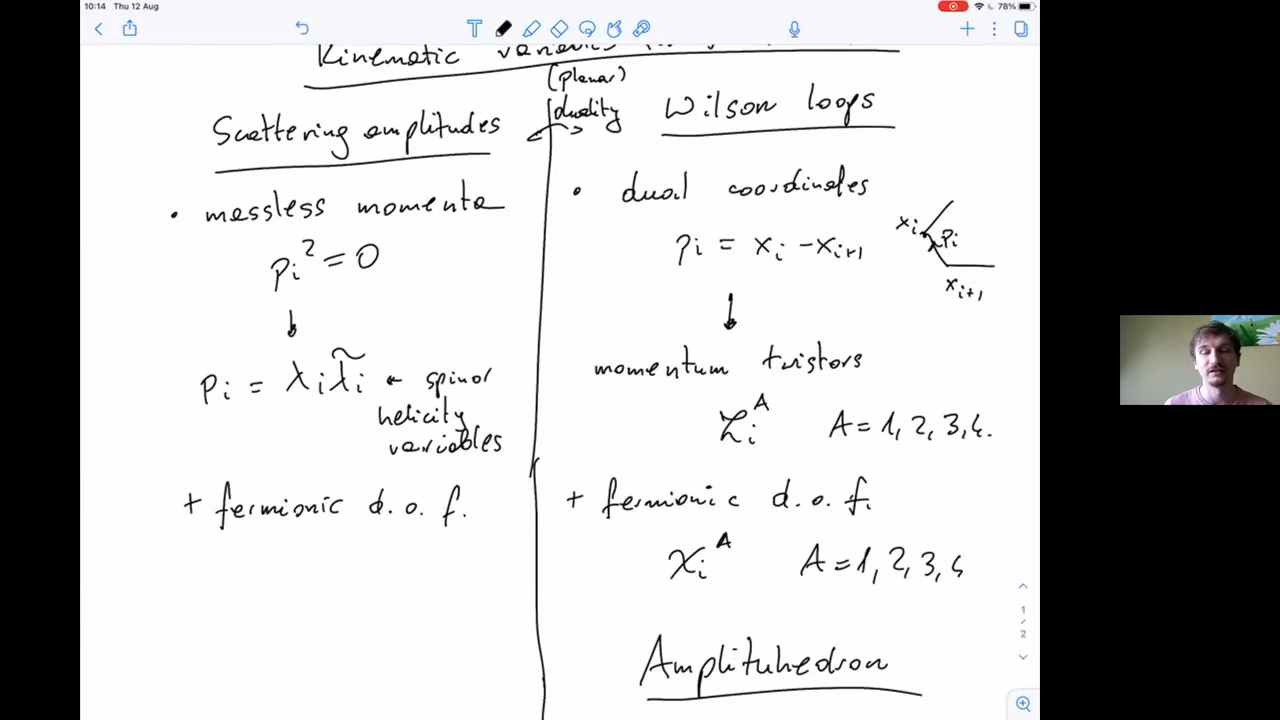 10:14 Thu 12 Aug
78%
Kinematic
(planar)
duality
Scattering amplitudes
• massless momenta
pi² = 0
pi = λi λ̃i ← spinor
helicity
variables
+ fermionic d. o. f.
Wilson loops
• dual coordinates
pi = xi - xi+1
xi
pi
xi+1
momentum twistors
Zi^A A = 1, 2, 3, 4.
+ fermionic d. o. f.
χi^A A = 1, 2, 3, 4
Amplituhedron
1
/
2